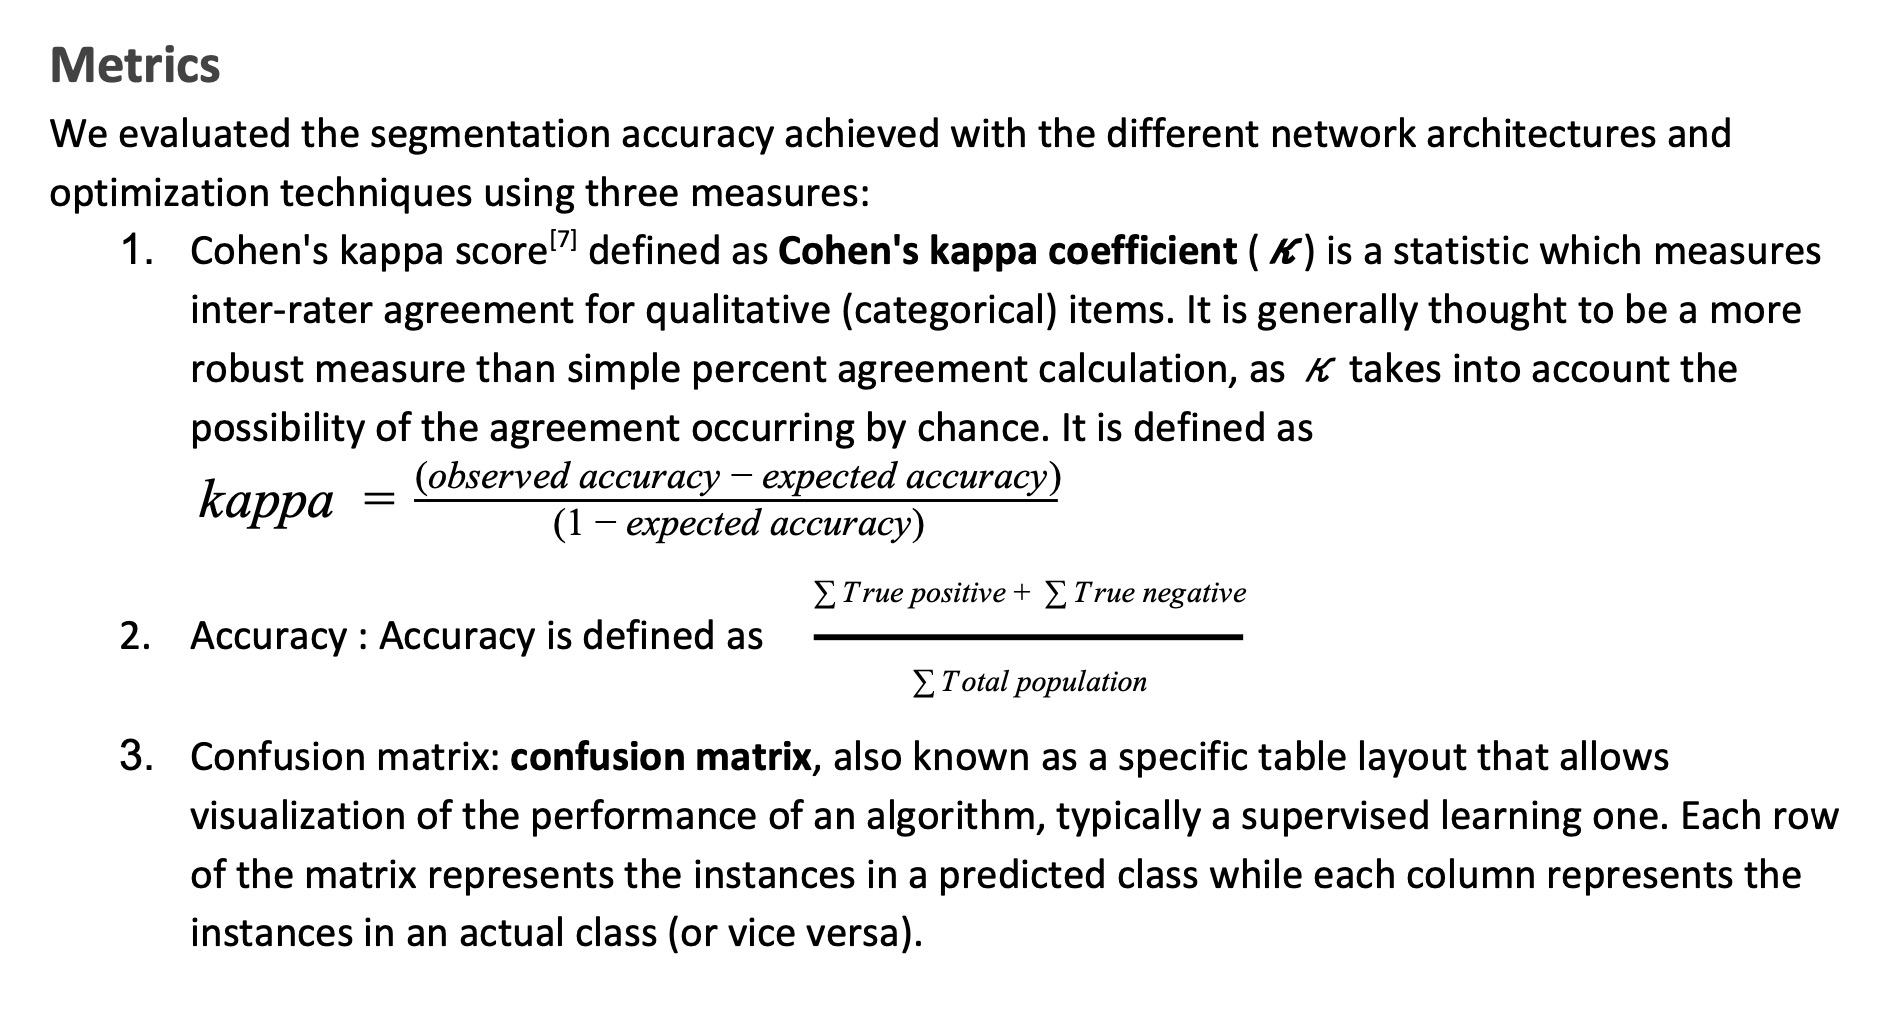 Metrics
We evaluated the segmentation accuracy achieved with the different network architectures and
optimization techniques using three measures:
1. Cohen's kappa score[7] defined as Cohen's kappa coefficient ( 𝜅) is a statistic which measures
inter-rater agreement for qualitative (categorical) items. It is generally thought to be a more
robust measure than simple percent agreement calculation, as 𝜅 takes into account the
possibility of the agreement occurring by chance. It is defined as
kappa = (observed accuracy − expected accuracy)
(1 − expected accuracy)
∑ True positive + ∑ True negative
2. Accuracy : Accuracy is defined as
∑ Total population
3. Confusion matrix: confusion matrix, also known as a specific table layout that allows
visualization of the performance of an algorithm, typically a supervised learning one. Each row
of the matrix represents the instances in a predicted class while each column represents the
instances in an actual class (or vice versa).